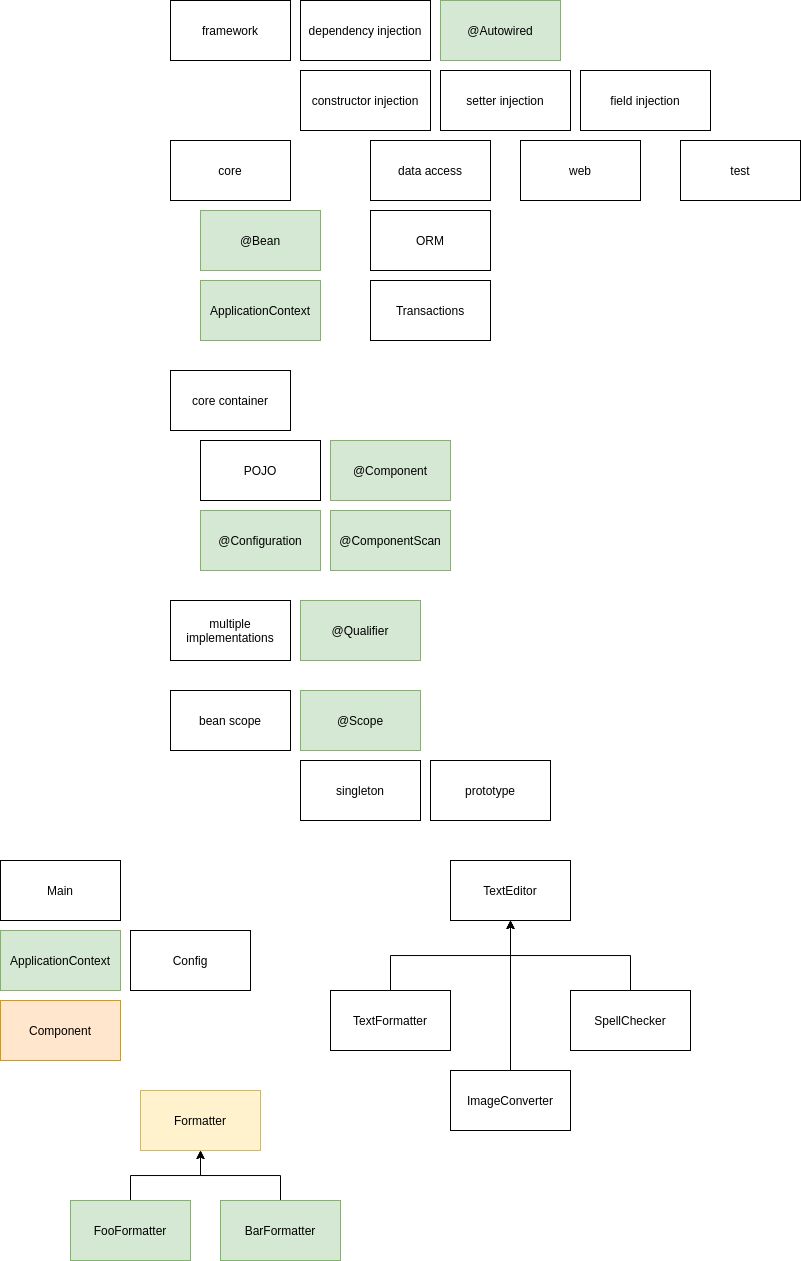 framework
dependency injection
@Autowired
constructor injection
setter injection
field injection
core
data access
web
test
@Bean
ORM
ApplicationContext
Transactions
core container
POJO
@Component
@Configuration
@ComponentScan
multiple
implementations
@Qualifier
bean scope
@Scope
singleton
prototype
Main
TextEditor
ApplicationContext
Config
TextFormatter
SpellChecker
Component
ImageConverter
Formatter
FooFormatter
BarFormatter